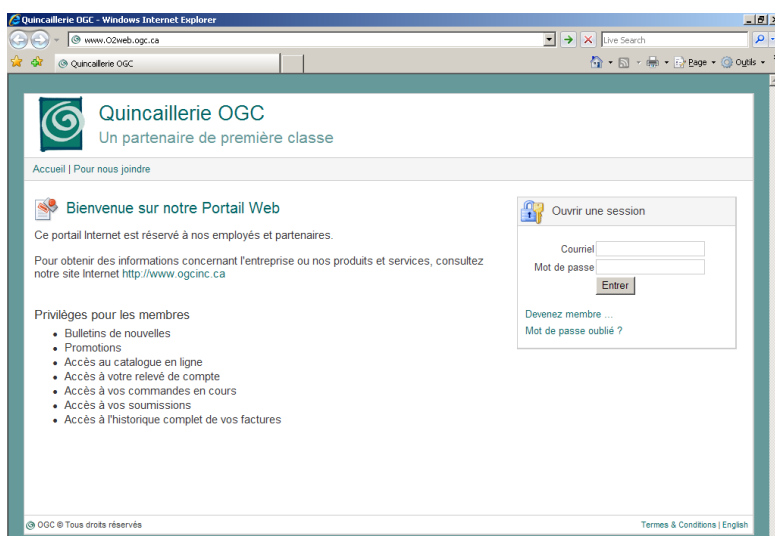 Quincaillerie OGC - Windows Internet Explorer
www.O2web.ogc.ca
Live Search
Quincaillerie OGC
Page
Outils
Quincaillerie OGC
Un partenaire de première classe
Accueil | Pour nous joindre
Bienvenue sur notre Portail Web
Ce portail Internet est réservé à nos employés et partenaires.
Pour obtenir des informations concernant l'entreprise ou nos produits et services, consultez
notre site Internet http://www.ogcinc.ca
Privilèges pour les membres
Bulletins de nouvelles
Promotions
Accès au catalogue en ligne
Accès à votre relevé de compte
Accès à vos commandes en cours
Accès à vos soumissions
Accès à l'historique complet de vos factures
Ouvrir une session
Courriel
Mot de passe
Entrer
Devenez membre ...
Mot de passe oublié ?
OGC © Tous droits réservés
Termes & Conditions | English